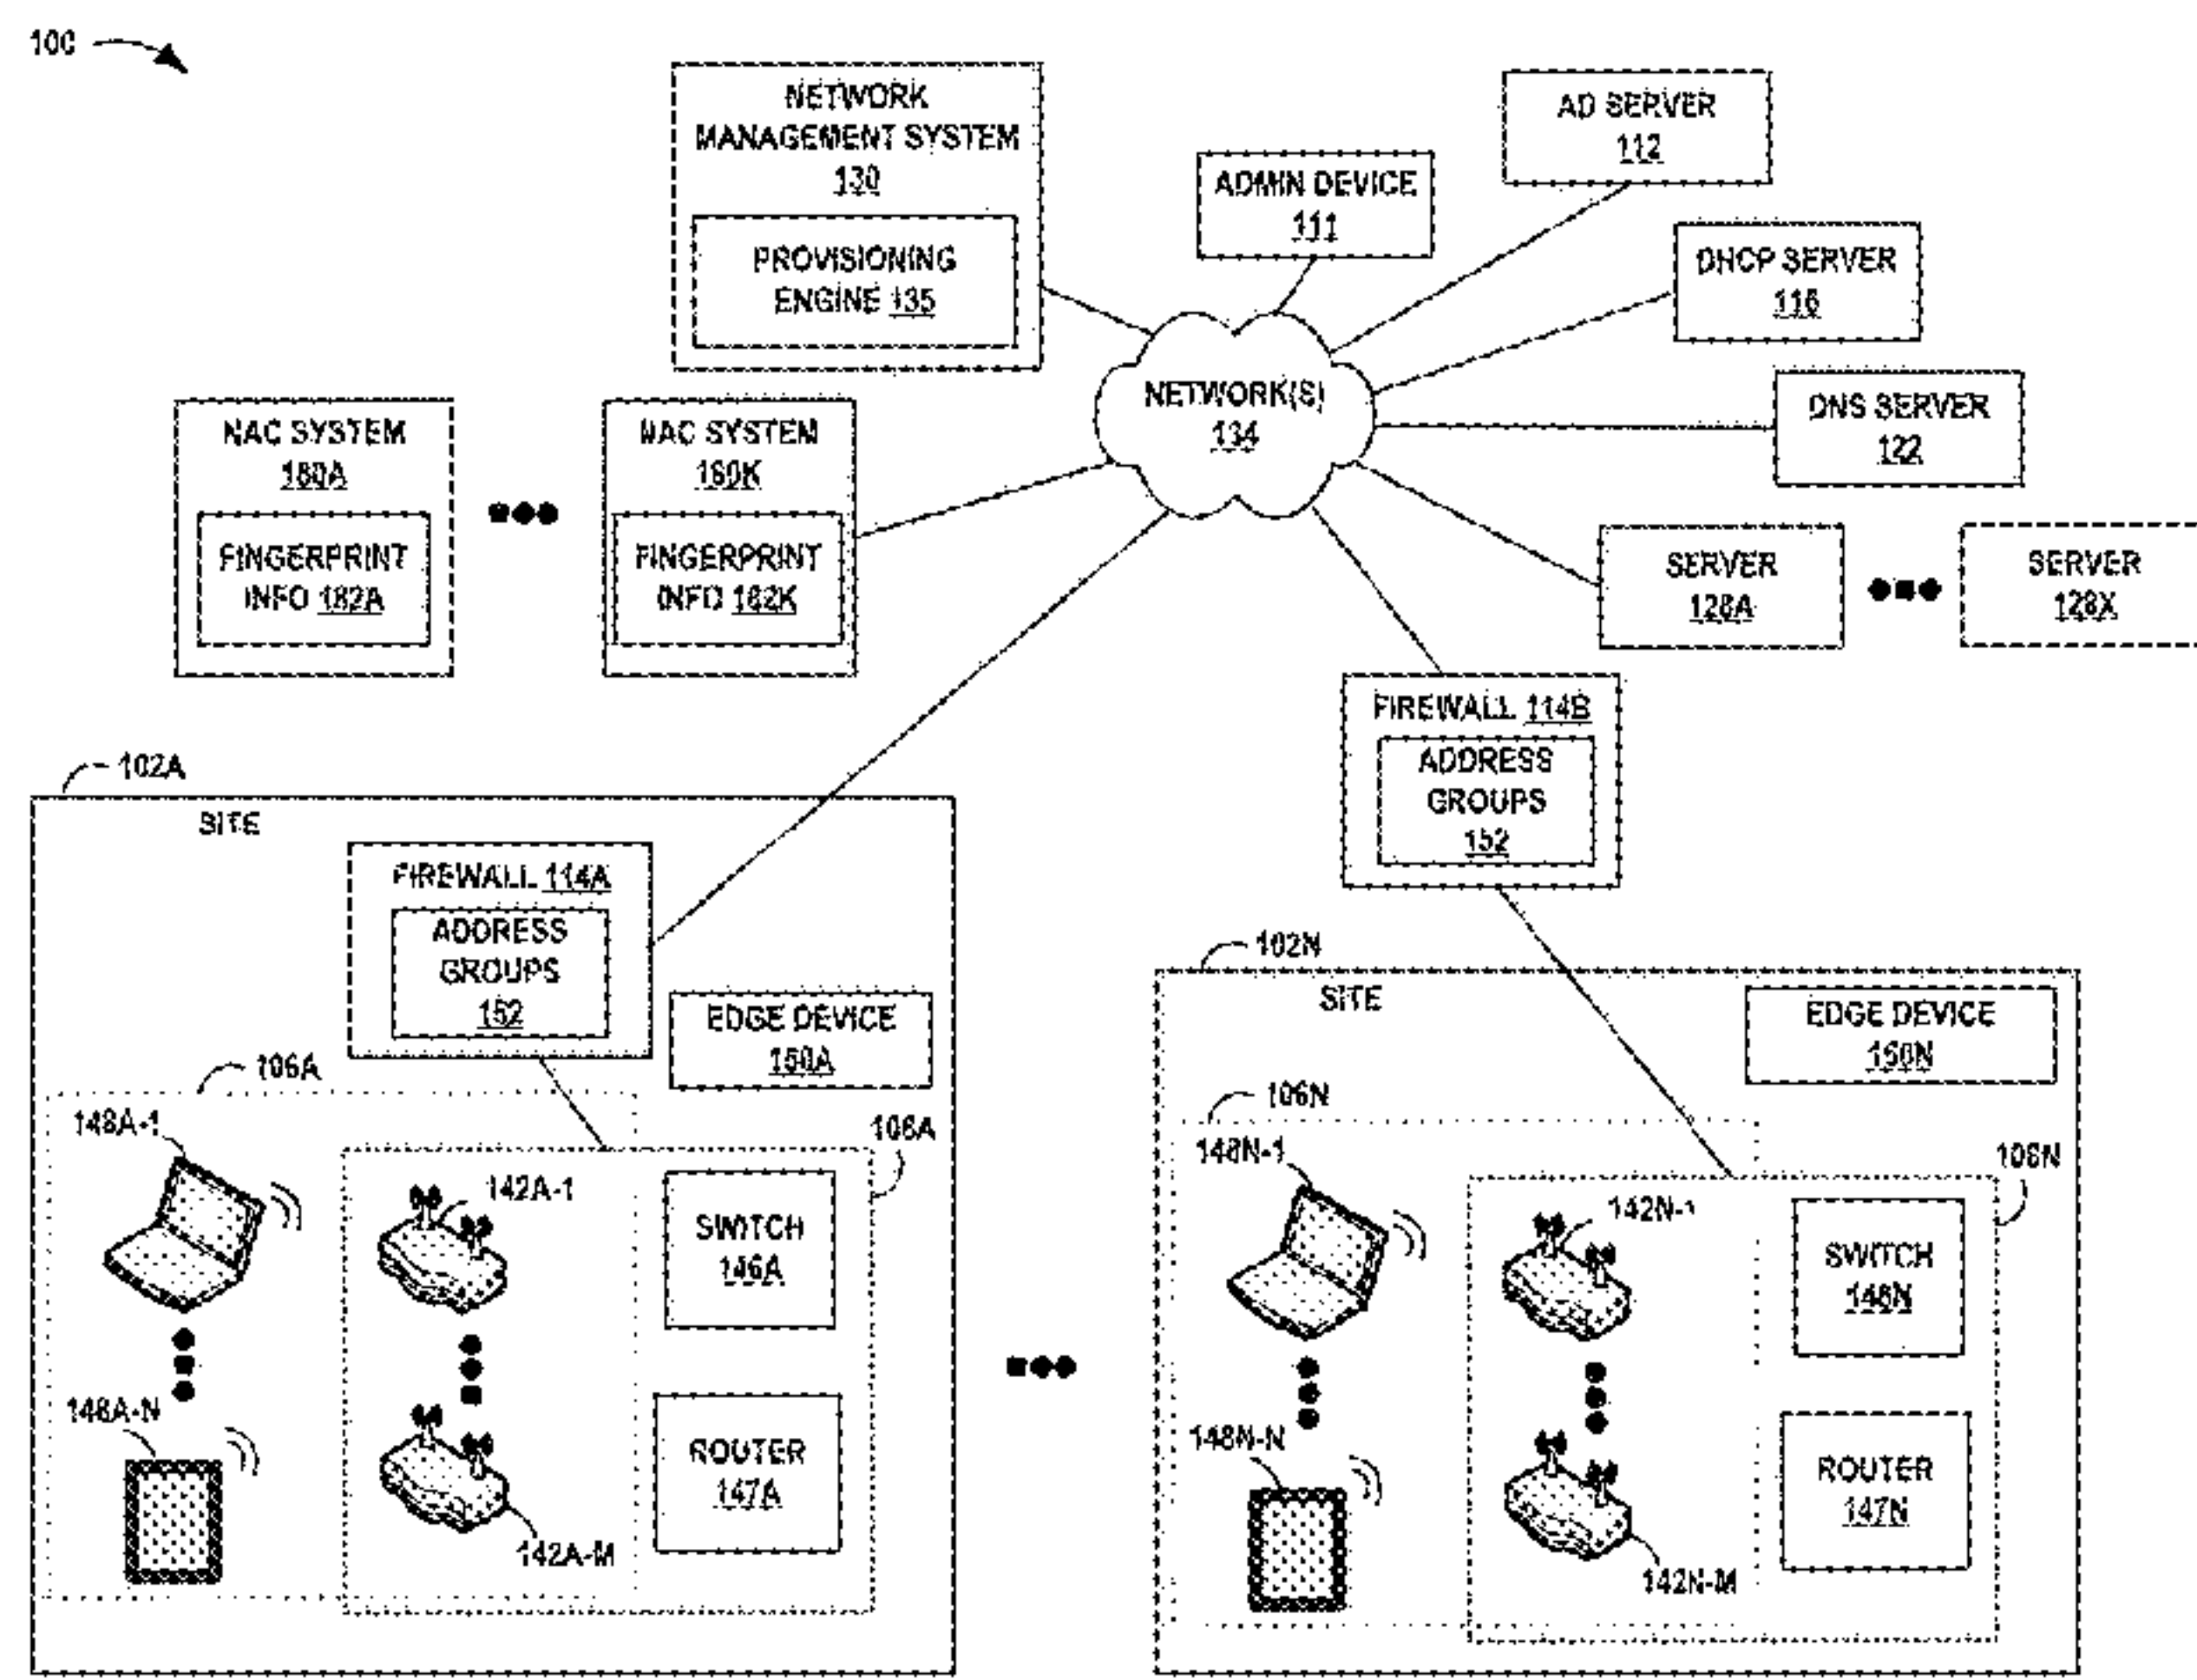 100
NETWORK
MANAGEMENT SYSTEM
130
PROVISIONING
ENGINE 135
ADMIN DEVICE
111
AD SERVER
112
DHCP SERVER
116
DNS SERVER
122
NETWORK(S)
134
NAC SYSTEM
180A
FINGERPRINT
INFO 182A
NAC SYSTEM
180K
FINGERPRINT
INFO 182K
SERVER
128A
SERVER
128X
FIREWALL 114B
ADDRESS
GROUPS
152
102A
SITE
FIREWALL 114A
ADDRESS
GROUPS
152
EDGE DEVICE
150A
106A
148A-1
108A
142A-1
SWITCH
146A
148A-N
ROUTER
147A
142A-M
102N
SITE
EDGE DEVICE
150N
106N
148N-1
108N
142N-1
SWITCH
146N
148N-N
ROUTER
147N
142N-M